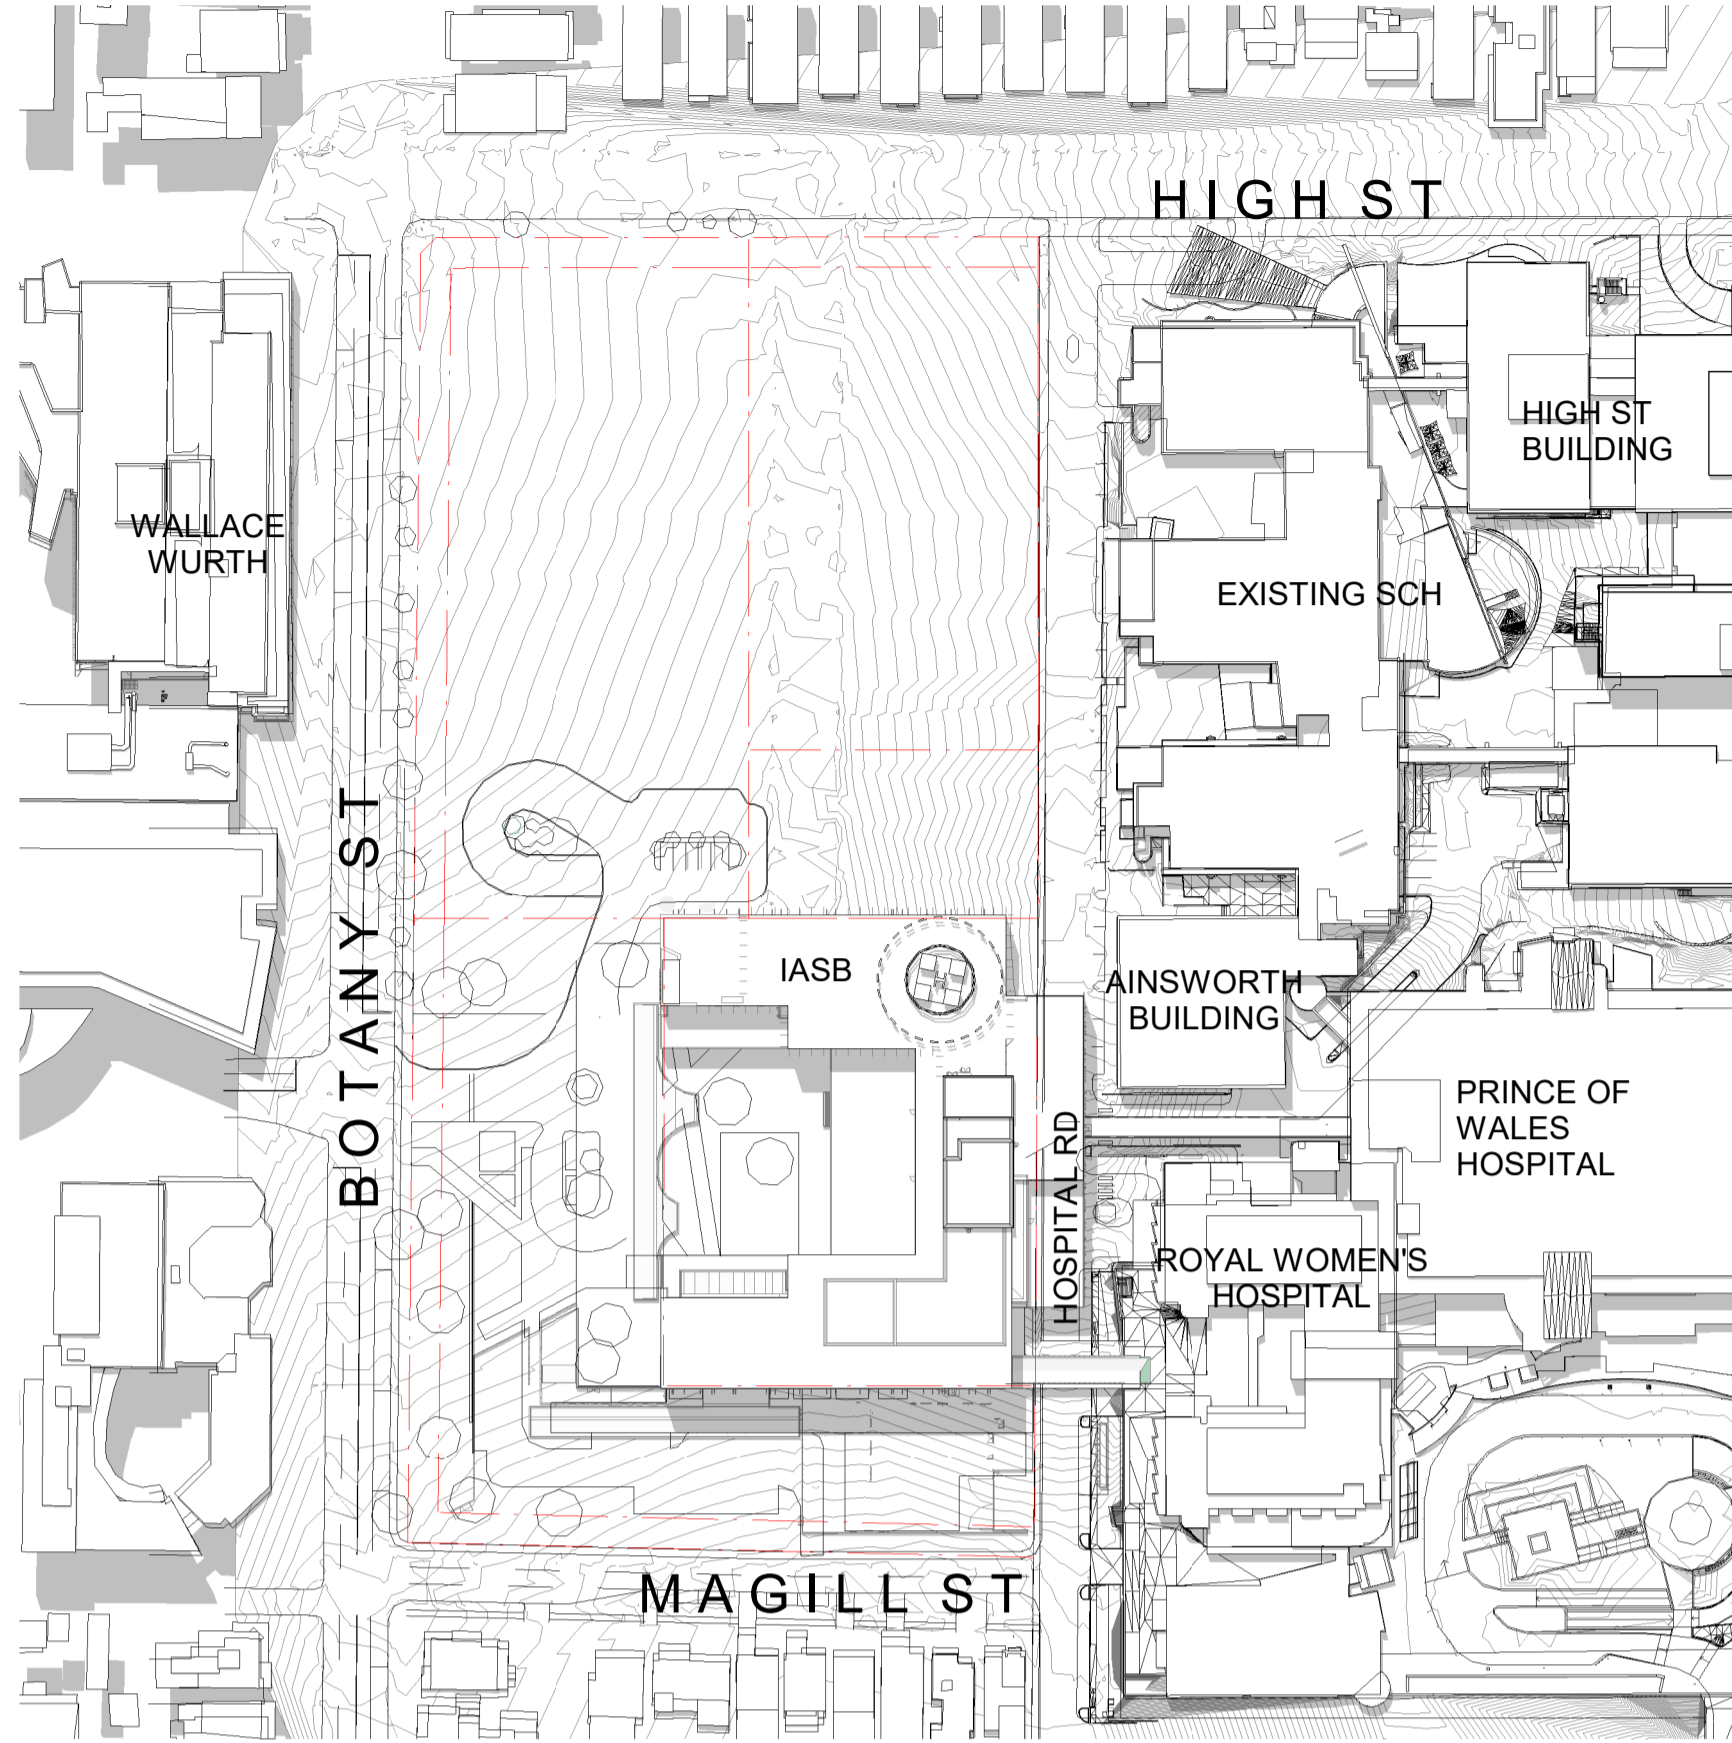 HIGH ST
HIGH ST
BUILDING
WALLACE
WURTH
EXISTING SCH
BOTANY ST
IASB
AINSWORTH
BUILDING
PRINCE OF
WALES
HOSPITAL
HOSPITAL RD
ROYAL WOMEN'S
HOSPITAL
MAGILL ST